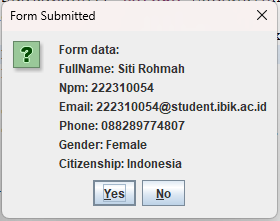 Form Submitted
Form data:
FullName: Siti Rohmah
Npm: 222310054
Email: 222310054@student.ibik.ac.id
Phone: 088289774807
Gender: Female
Citizenship: Indonesia
Yes No